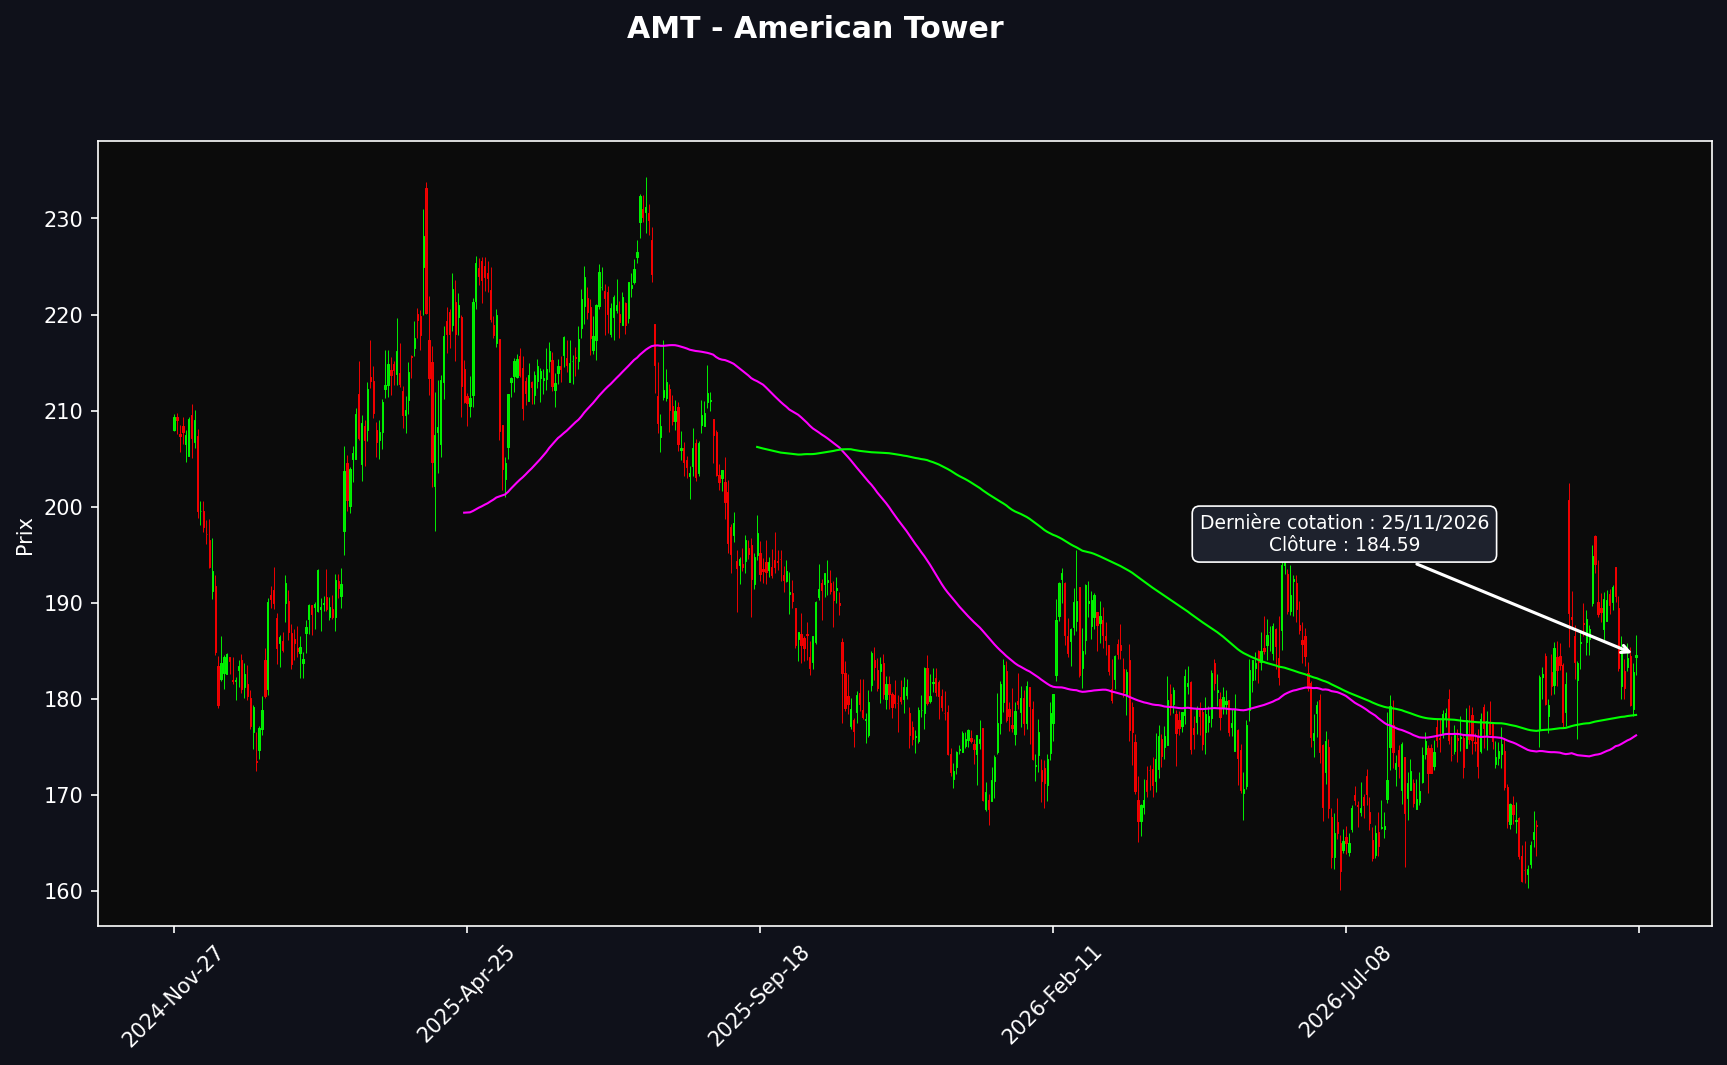 AMT - American Tower
230
220
210
200
190
180
170
160
Prix
Dernière cotation : 25/11/2026
Clôture : 184.59
2024-Nov-27
2025-Apr-25
2025-Sep-18
2026-Feb-11
2026-Jul-08